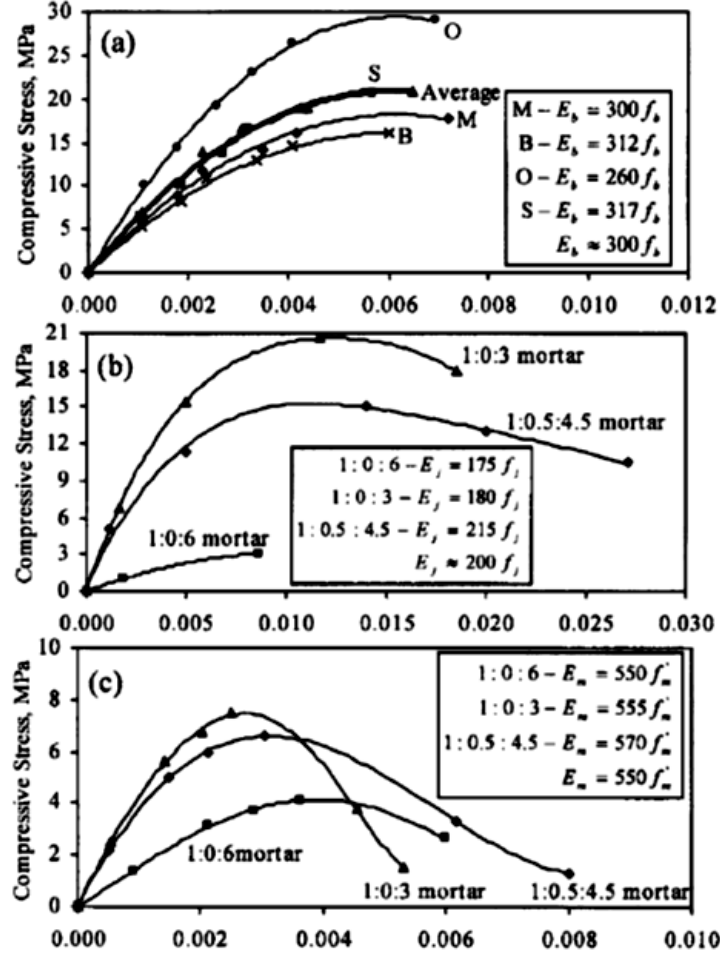 Compressive Stress, MPa
30
25
20
15
10
5
0
(a)
O
S
Average
M
B
M – E_b = 300 f_b
B – E_b = 312 f_b
O – E_b = 260 f_b
S – E_b = 317 f_b
E_b ≈ 300 f_b
0.000 0.002 0.004 0.006 0.008 0.010 0.012
Compressive Stress, MPa
21
18
15
12
9
6
3
0
(b)
1:0:3 mortar
1:0.5:4.5 mortar
1:0:6 mortar
1:0:6 – E_j = 175 f_j
1:0:3 – E_j = 180 f_j
1:0.5:4.5 – E_j = 215 f_j
E_j ≈ 200 f_j
0.000 0.005 0.010 0.015 0.020 0.025 0.030
Compressive Stress, MPa
10
8
6
4
2
0
(c)
1:0:6 – E_m = 550 f'_m
1:0:3 – E_m = 555 f'_m
1:0.5:4.5 – E_m = 570 f'_m
E_m = 550 f'_m
1:0:6mortar
1:0:3 mortar
1:0.5:4.5 mortar
0.000 0.002 0.004 0.006 0.008 0.010